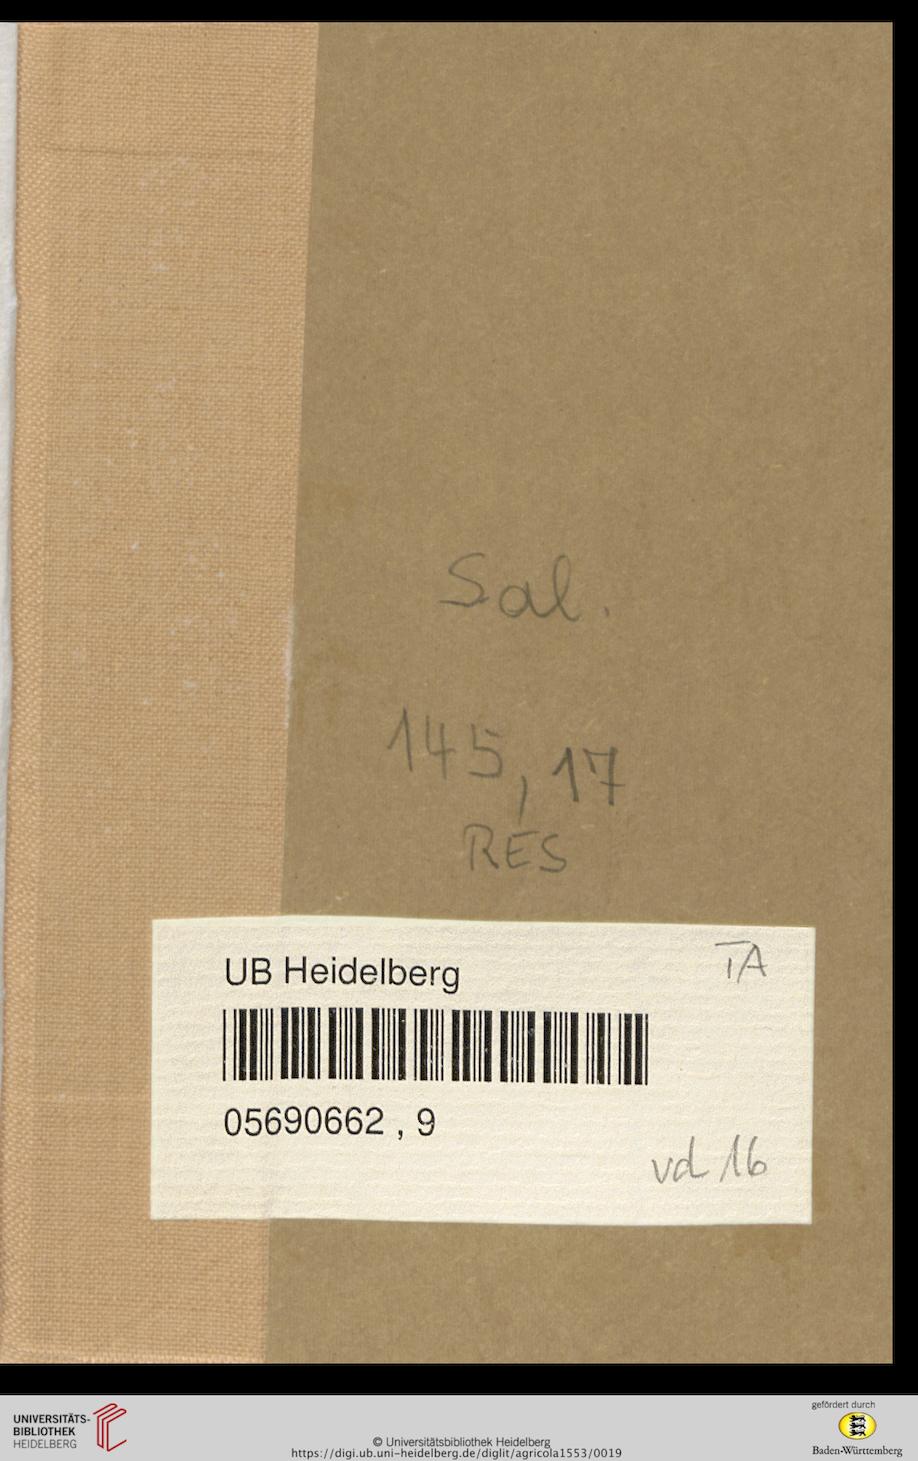 Sal.
145, 17
RES
TA
UB Heidelberg
05690662 , 9
vd 16
UNIVERSITÄTS-
BIBLIOTHEK
HEIDELBERG
© Universitätsbibliothek Heidelberg
https://digi.ub.uni-heidelberg.de/diglit/agricola1553/0019
gefördert durch
Baden-Württemberg